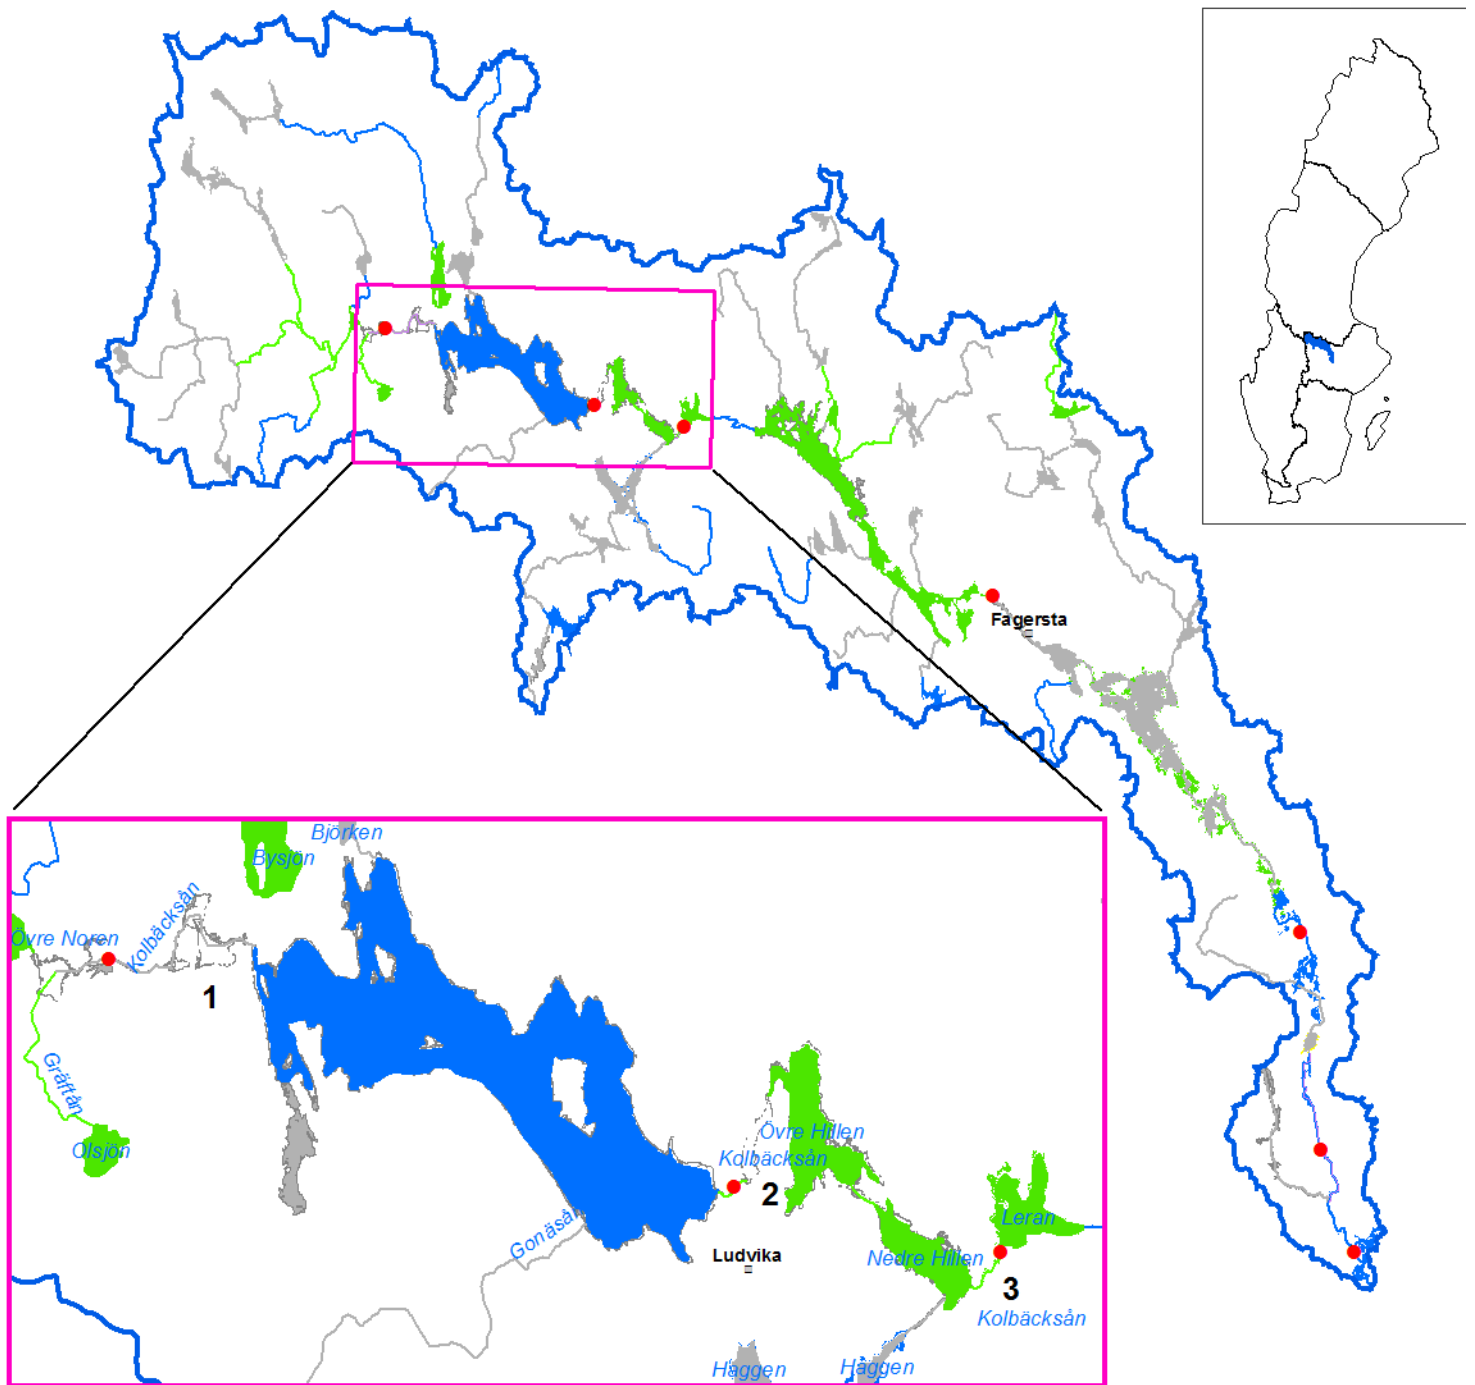 Fagersta
Björken
Bysjön
Övre Noren
Kolbäcksån
1
Gräftån
Olsjön
Övre Hillen
Kolbäcksån
2
Gonäsån
Ludvika
Leran
Nedre Hillen
3
Kolbäcksån
Haggen
Haggen